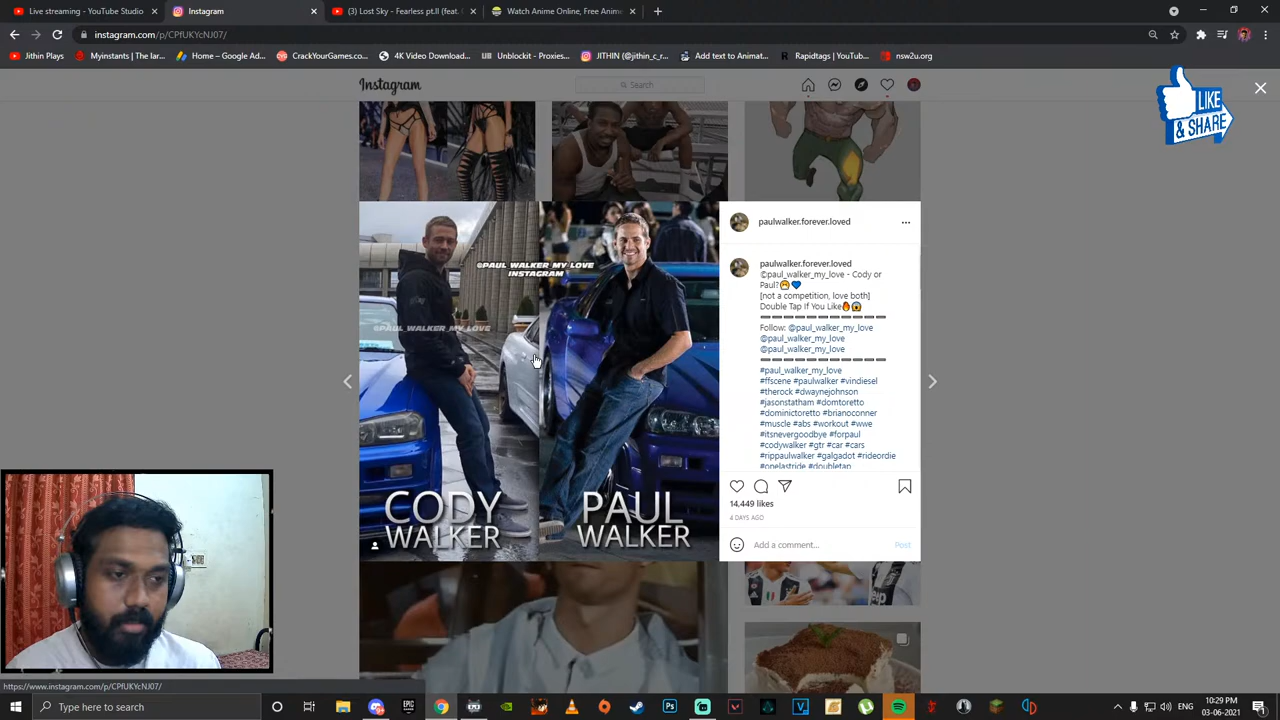 Live streaming - YouTube Studio
Instagram
(3) Lost Sky - Fearless pt.II (feat.
Watch Anime Online, Free Anime
instagram.com/p/CPfUKYcNJ07/
Jithin Plays
Myinstants | The lar...
Home – Google Ads...
CrackYourGames.co...
4K Video Download...
Unblockit - Proxies...
JITHIN (@jithin_c_r...
Add text to Animat...
Rapidtags | YouTub...
nsw2u.org
Instagram
Search
LIKE
& SHARE
paulwalker.forever.loved
paulwalker.forever.loved
©paul_walker_my_love - Cody or
Paul?
[not a competition, love both]
Double Tap If You Like
Follow: @paul_walker_my_love
@paul_walker_my_love
@paul_walker_my_love
#paul_walker_my_love
#ffscene #paulwalker #vindiesel
#therock #dwaynejohnson
#jasonstatham #domtoretto
#dominictoretto #brianoconner
#muscle #abs #workout #wwe
#itsnevergoodbye #forpaul
#codywalker #gtr #car #cars
#rippaulwalker #galgadot #rideordie
#onelastride #doubletap
©PAUL WALKER MY LOVE
INSTAGRAM
©PAUL_WALKER_MY_LOVE
CODY
WALKER
PAUL
WALKER
14,449 likes
4 DAYS AGO
Add a comment...
Post
https://www.instagram.com/p/CPfUKYcNJ07/
Type here to search
ENG
10:29 PM
03-06-2021